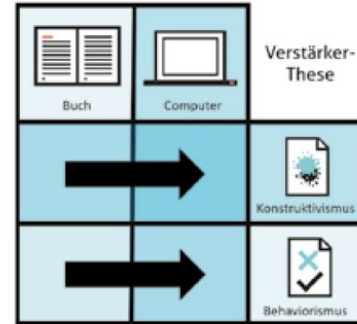 Buch
Computer
Verstärker-
These
Konstruktivismus
Behaviorismus